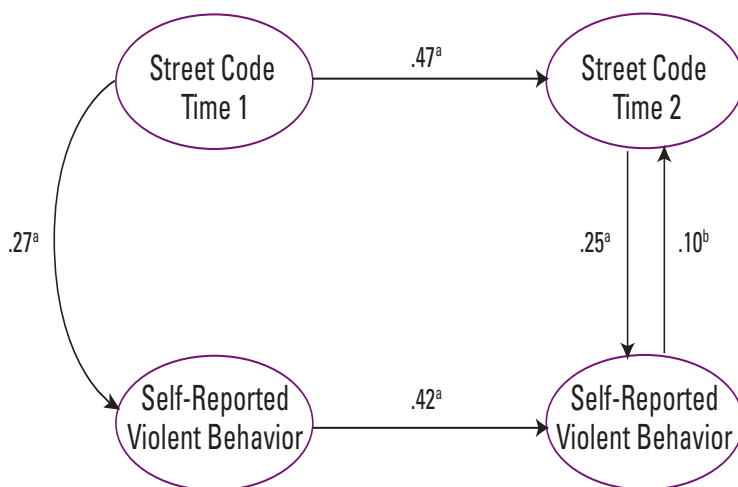 Street Code
Time 1
.47ᵃ
Street Code
Time 2
.27ᵃ
.25ᵃ
.10ᵇ
Self-Reported
Violent Behavior
.42ᵃ
Self-Reported
Violent Behavior